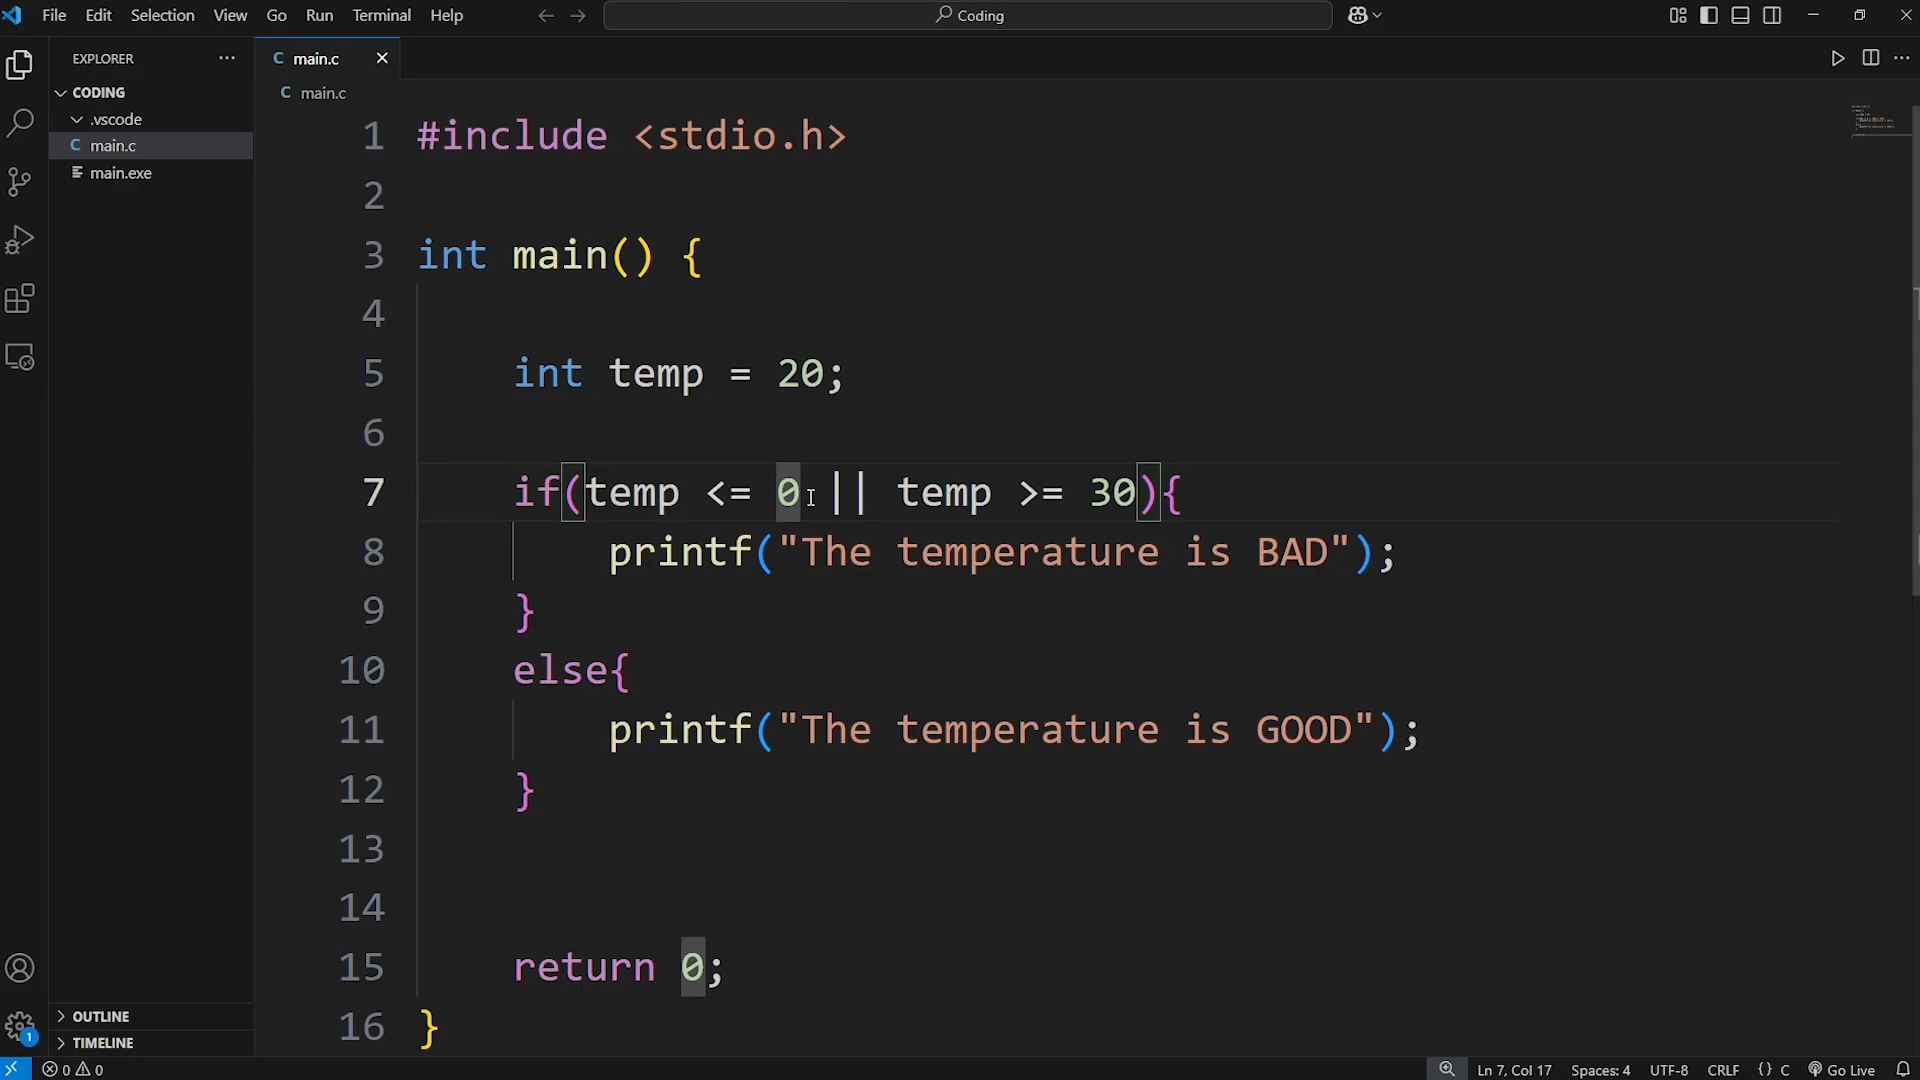 File Edit Selection View Go Run Terminal Help
Coding
EXPLORER
CODING
.vscode
C main.c
main.exe
OUTLINE
TIMELINE
C main.c
C main.c
1 #include <stdio.h>
2
3 int main() {
4
5 int temp = 20;
6
7 if(temp <= 0 || temp >= 30){
8 printf("The temperature is BAD");
9 }
10 else{
11 printf("The temperature is GOOD");
12 }
13
14
15 return 0;
16 }
1
0 0
Ln 7, Col 17 Spaces: 4 UTF-8 CRLF {} C Go Live